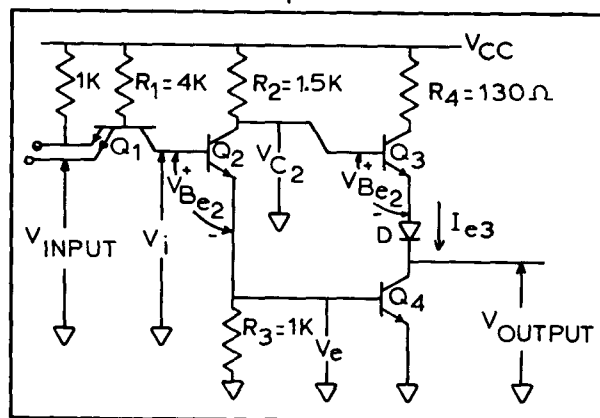 VCC
1K
R1=4K
R2=1.5K
R4=130Ω
Q1
Q2
VC2
Q3
+
VBe2
-
+
VBe2
-
D
Ie3
VINPUT
Vi
Q4
R3=1K
Ve
VOUTPUT